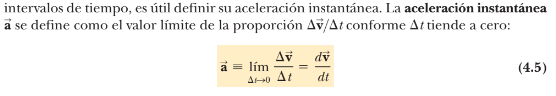 intervalos de tiempo, es útil definir su aceleración instantánea. La aceleración instantánea
a⃗ se define como el valor límite de la proporción Δv⃗/Δt conforme Δt tiende a cero:
a⃗ ≡ lím_{Δt→0} Δv⃗/Δt = dv⃗/dt (4.5)